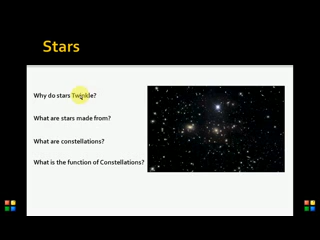 Stars
Why do stars Twinkle?
What are stars made from?
What are constellations?
What is the function of Constellations?